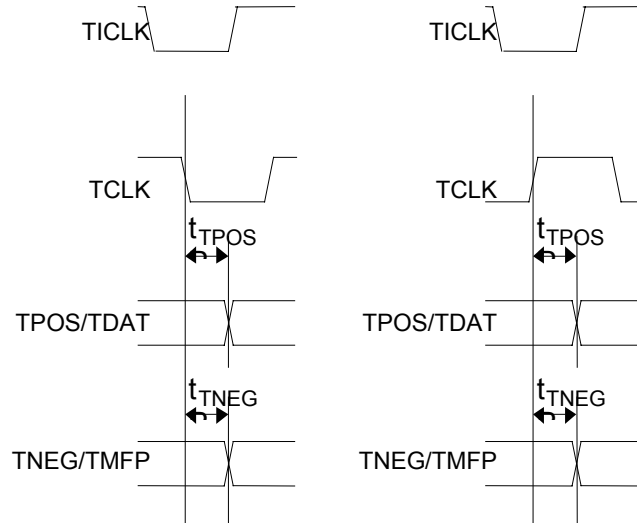 TICLK TICLK
TCLK TCLK
tTPOS tTPOS
TPOS/TDAT TPOS/TDAT
tTNEG tTNEG
TNEG/TMFP TNEG/TMFP